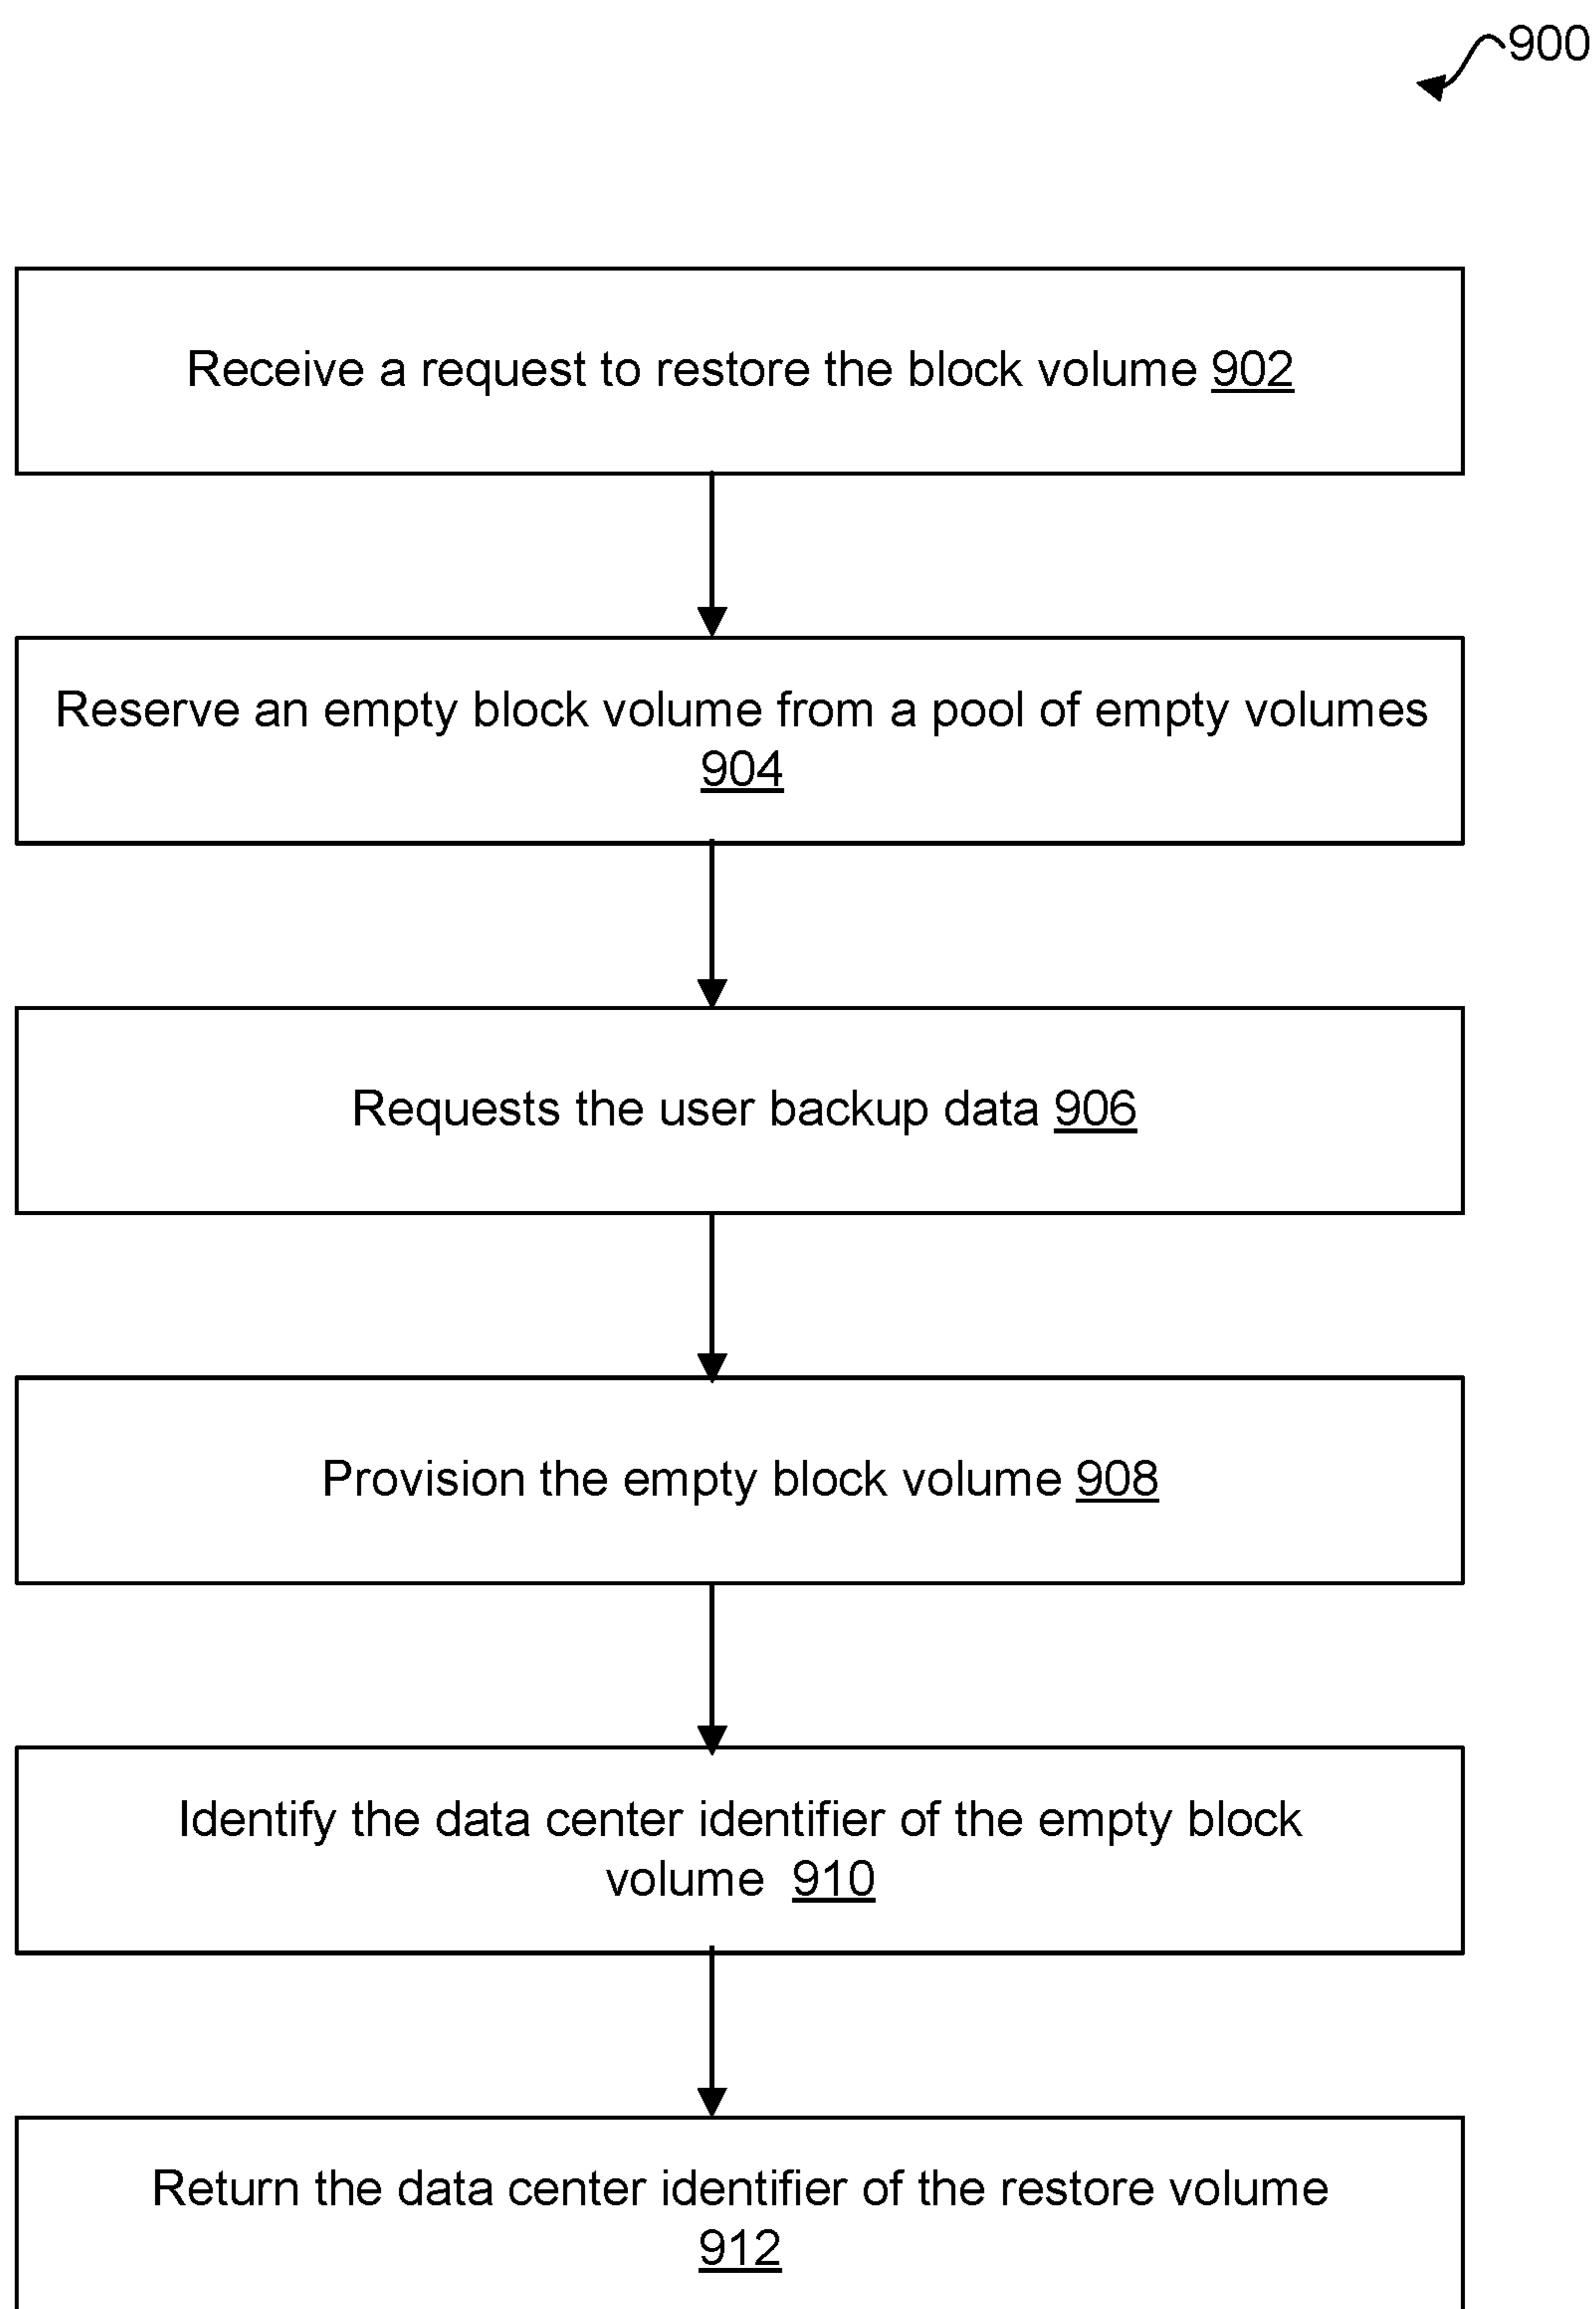 900
Receive a request to restore the block volume 902
Reserve an empty block volume from a pool of empty volumes
904
Requests the user backup data 906
Provision the empty block volume 908
Identify the data center identifier of the empty block
volume 910
Return the data center identifier of the restore volume
912